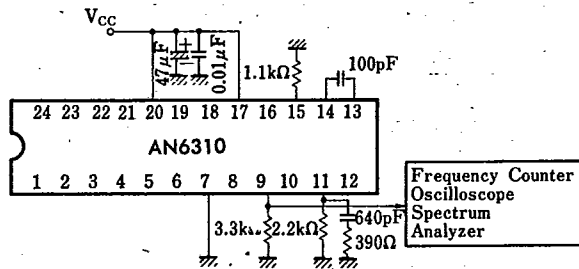 VCC
47μF
0.01μF
1.1kΩ
100pF
24 23 22 21 20 19 18 17 16 15 14 13
AN6310
1 2 3 4 5 6 7 8 9 10 11 12
Frequency Counter
Oscilloscope
Spectrum
Analyzer
640pF
3.3kΩ
2.2kΩ
390Ω